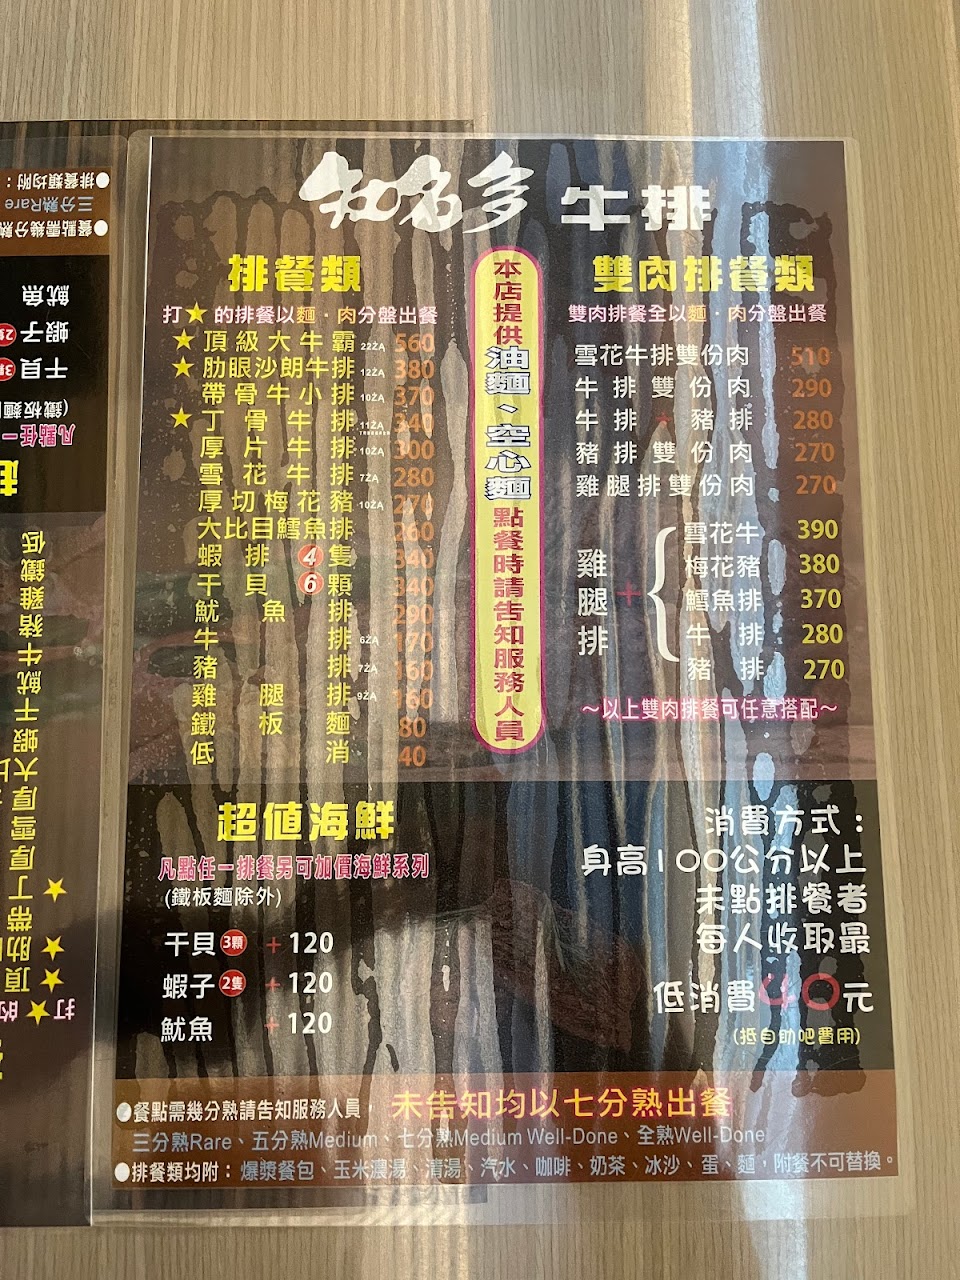 知多多 牛排
排餐類
打★的排餐以麵．肉分盤出餐
★頂級大牛霸 22ZA 560
★肋眼沙朗牛排 12ZA 380
帶骨牛小排 10ZA 370
★丁骨牛排 11ZA 340
厚片牛排 10ZA 300
雪花牛排 7ZA 280
厚切梅花豬 10ZA 270
大比目鱈魚排 260
蝦排 4隻 340
干貝 6顆 340
魷魚排 290
牛排 6ZA 170
豬排 7ZA 160
雞腿排 9ZA 160
鐵板麵 80
低消 40
本店提供油麵、空心麵 點餐時請告知服務人員
雙肉排餐類
雙肉排餐全以麵．肉分盤出餐
雪花牛排雙份肉 510
牛排雙份肉 290
牛排+豬排 280
豬排雙份肉 270
雞腿排雙份肉 270
雞腿排 +
雪花牛 390
梅花豬 380
鱈魚排 370
牛排 280
豬排 270
～以上雙肉排餐可任意搭配～
超值海鮮
凡點任一排餐另可加價海鮮系列
(鐵板麵除外)
干貝 3顆 +120
蝦子 2隻 +120
魷魚 +120
消費方式：
身高100公分以上
未點排餐者
每人收取最
低消費40元
(抵自助吧費用)
●餐點需幾分熟請告知服務人員， 未告知均以七分熟出餐
三分熟Rare、五分熟Medium、七分熟Medium Well-Done、全熟Well-Done
●排餐類均附： 爆漿餐包、玉米濃湯、清湯、汽水、咖啡、奶茶、冰沙、蛋、麵，附餐不可替換。